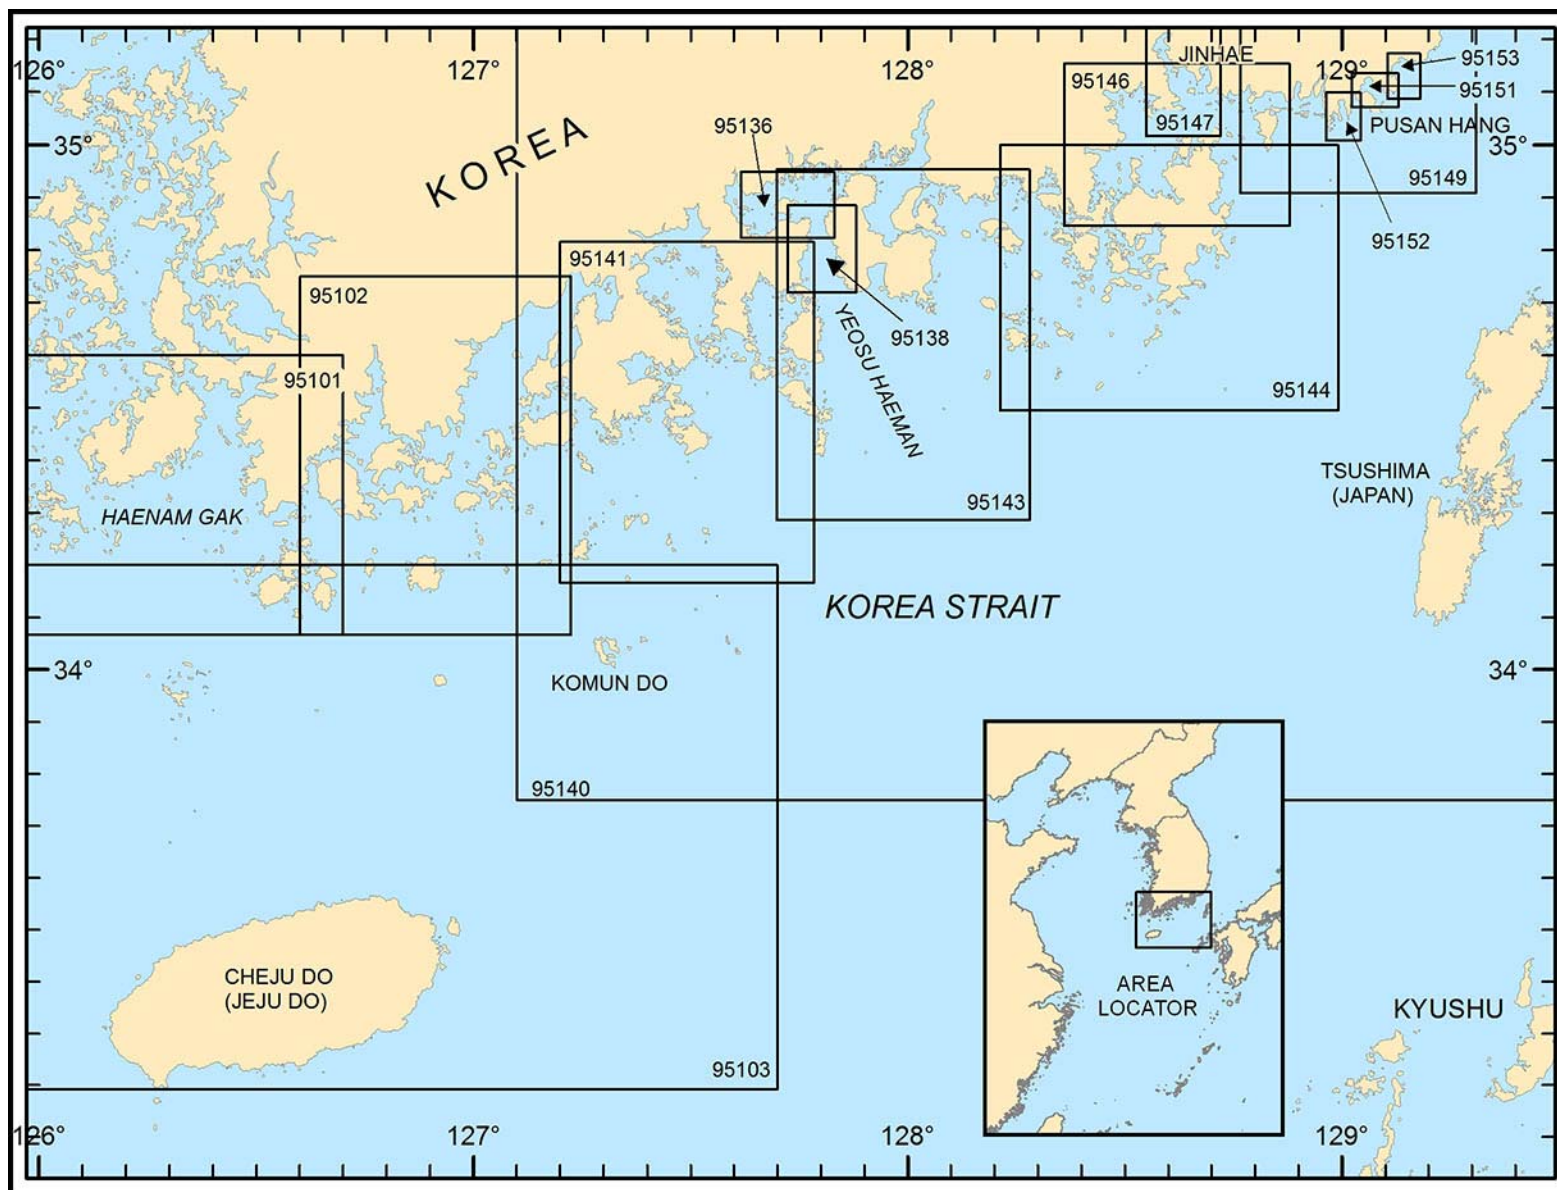 126°
127°
128°
129°
JINHAE
95153
95146
95151
95136
95147
PUSAN HANG
35°
35°
KOREA
95149
95152
95141
95102
95138
YEOSU HAEMAN
95101
95144
TSUSHIMA
(JAPAN)
95143
HAENAM GAK
KOREA STRAIT
34°
34°
KOMUN DO
95140
CHEJU DO
(JEJU DO)
AREA
LOCATOR
KYUSHU
95103
126°
127°
128°
129°